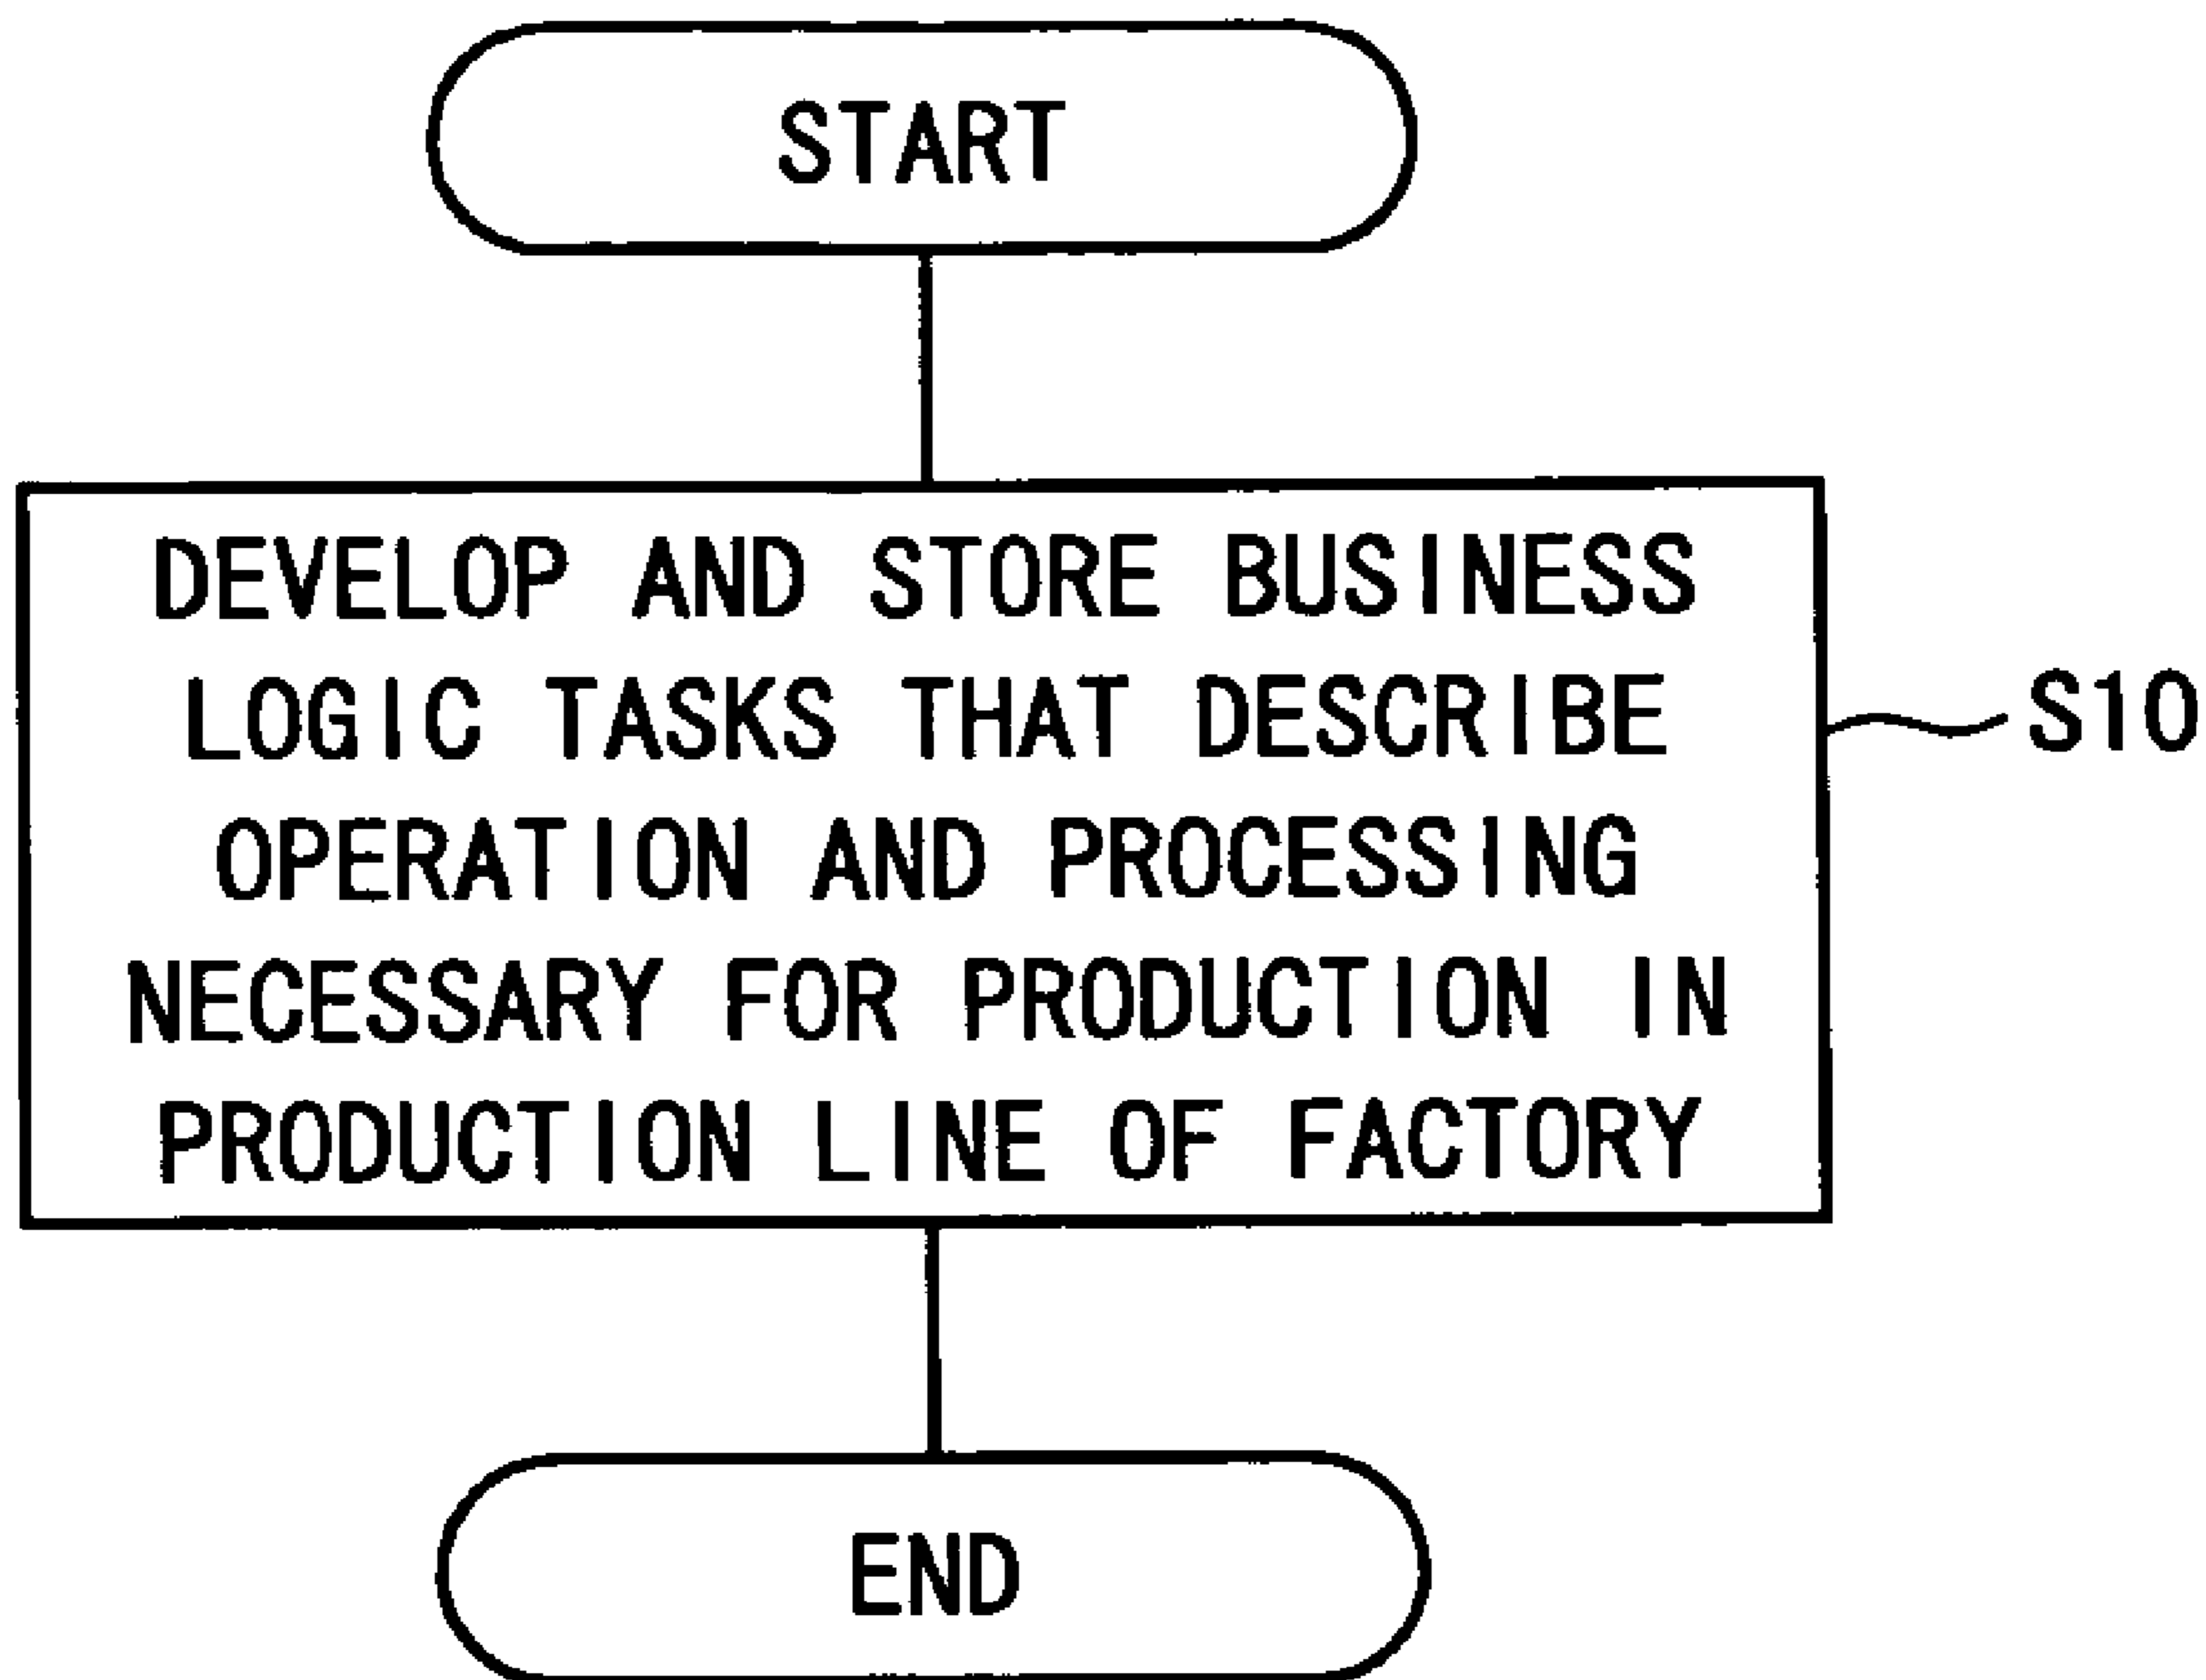 START
DEVELOP AND STORE BUSINESS
LOGIC TASKS THAT DESCRIBE
OPERATION AND PROCESSING
NECESSARY FOR PRODUCTION IN
PRODUCTION LINE OF FACTORY
S10
END